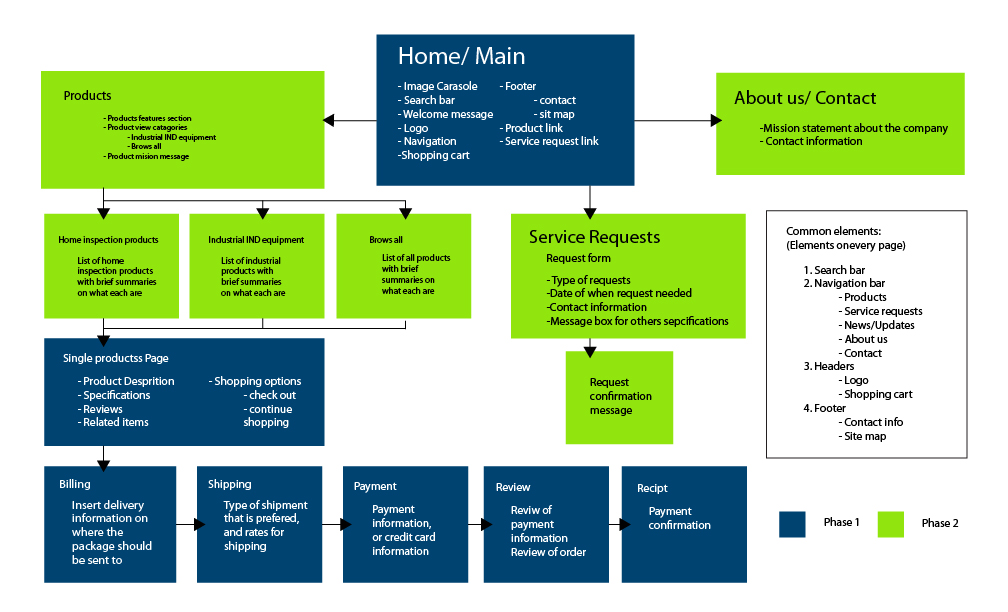 Home/ Main
- Image Carasole
- Search bar
- Welcome message
- Logo
- Navigation
-Shopping cart
- Footer
- contact
- sit map
- Product link
- Service request link
Products
- Products features section
- Product view catagories
- Industrial IND equipment
- Brows all
- Product mision message
About us/ Contact
-Mission statement about the company
- Contact information
Home inspection products
List of home
inspection products
with brief summaries
on what each are
Industrial IND equipment
List of industrial
products with
brief summaries
on what each are
Brows all
List of all products
with brief
summaries on
what each are
Service Requests
Request form
-Type of requests
-Date of when request needed
-Contact information
-Message box for others sepcifications
Request
confirmation
message
Common elements:
(Elements onevery page)
1. Search bar
2. Navigation bar
- Products
- Service requests
- News/Updates
- About us
- Contact
3. Headers
- Logo
- Shopping cart
4. Footer
- Contact info
- Site map
Single productss Page
- Product Desprition
- Specifications
- Reviews
- Related items
- Shopping options
- check out
- continue
shopping
Billing
Insert delivery
information on
where the
package should
be sent to
Shipping
Type of shipment
that is prefered,
and rates for
shipping
Payment
Payment
information,
or credit card
information
Review
Reviw of
payment
information
Review of order
Recipt
Payment
confirmation
Phase 1
Phase 2